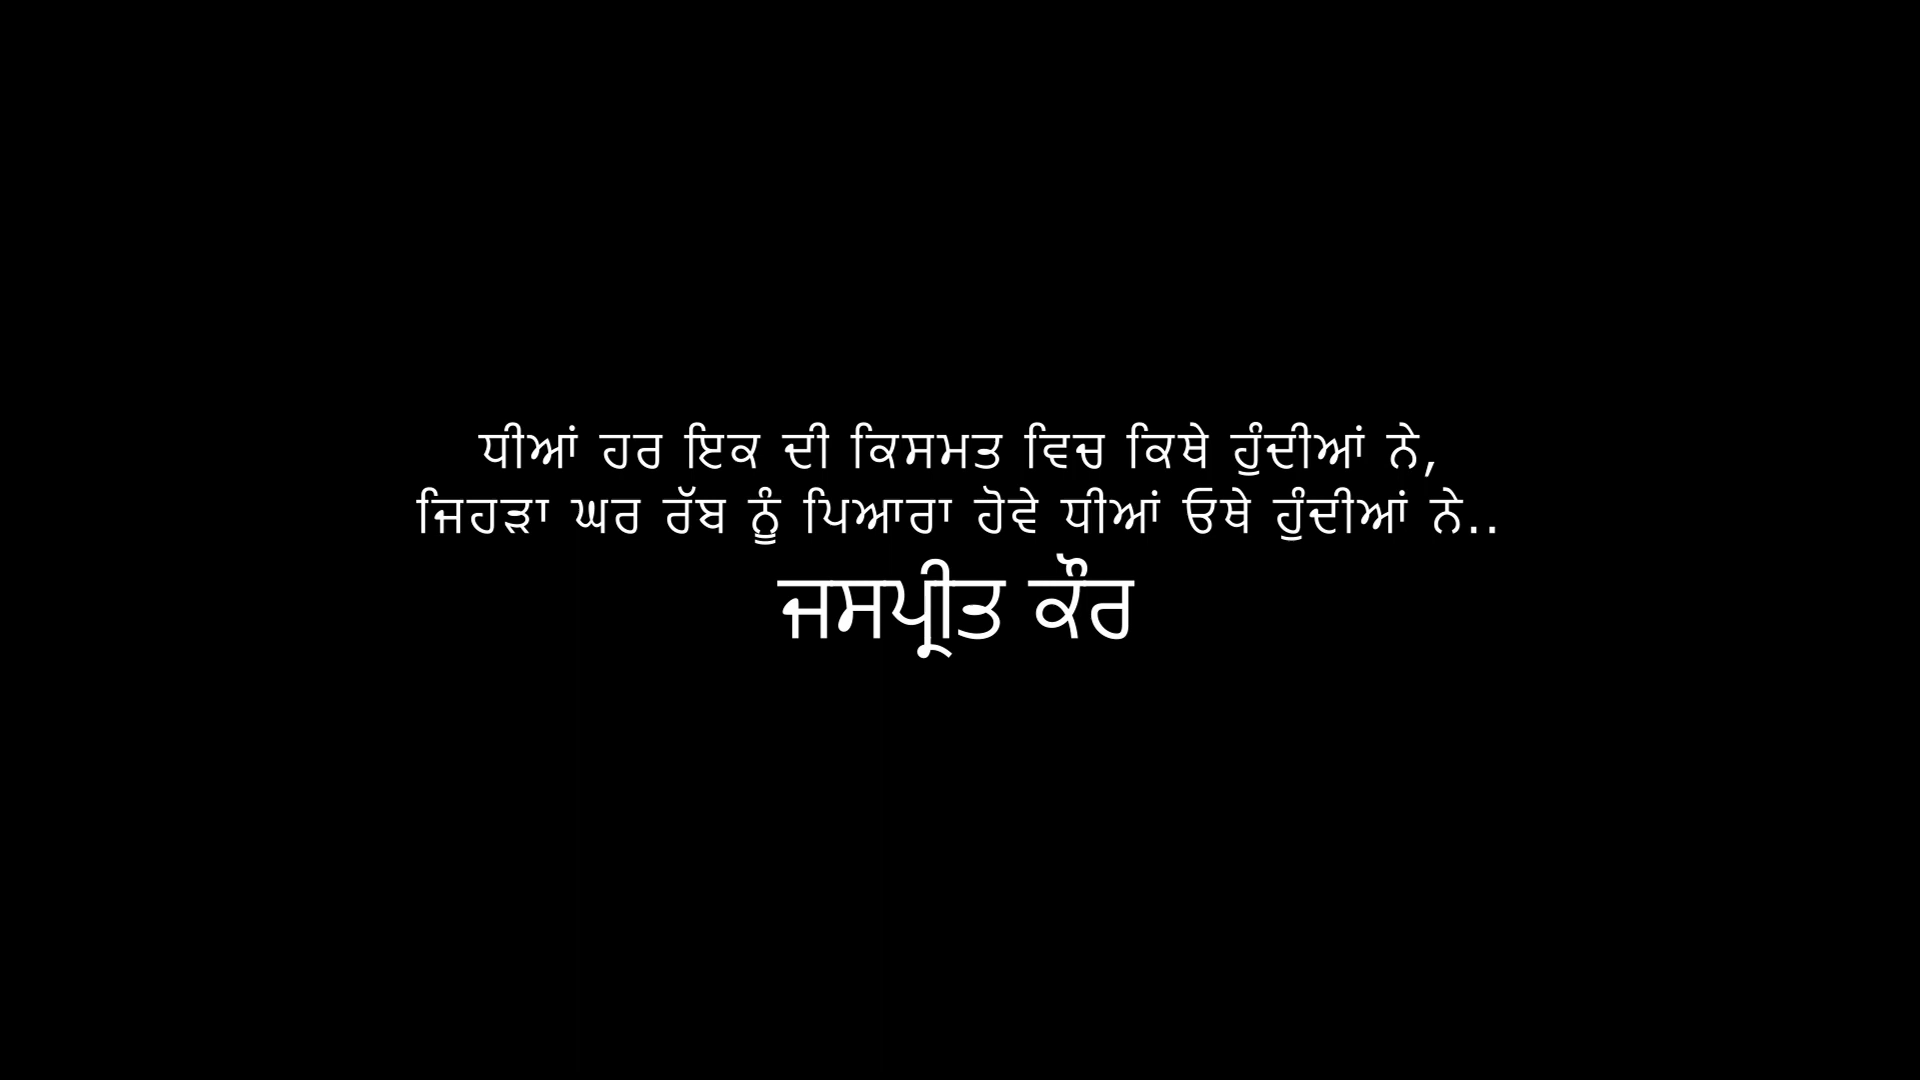 ਧੀਆਂ ਹਰ ਇਕ ਦੀ ਕਿਸਮਤ ਵਿਚ ਕਿਥੇ ਹੁੰਦੀਆਂ ਨੇ,
ਜਿਹੜਾ ਘਰ ਰੱਬ ਨੂੰ ਪਿਆਰਾ ਹੋਵੇ ਧੀਆਂ ਓਥੇ ਹੁੰਦੀਆਂ ਨੇ..
ਜਸਪ੍ਰੀਤ ਕੌਰ